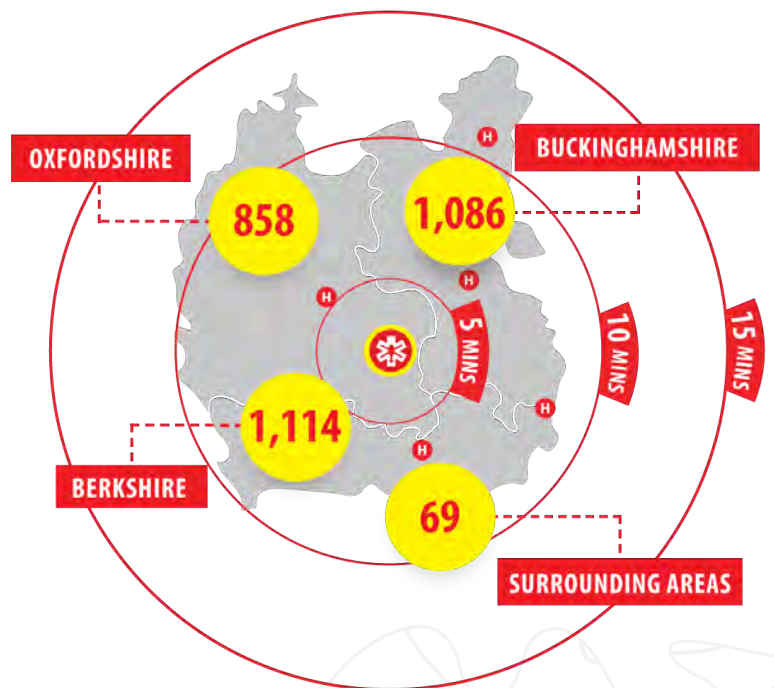 OXFORDSHIRE
BUCKINGHAMSHIRE
H
858
1,086
H
H
5 MINS
10 MINS
15 MINS
H
1,114
H
BERKSHIRE
69
SURROUNDING AREAS